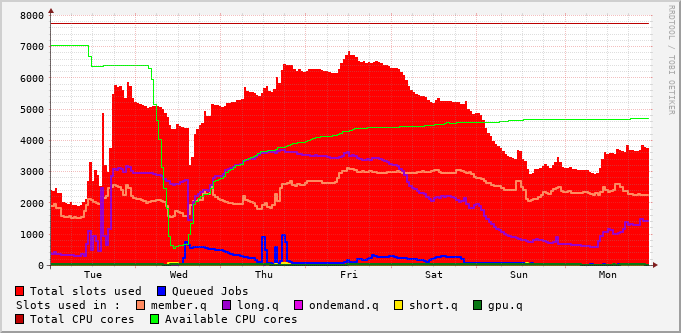 8000
7000
6000
5000
4000
3000
2000
1000
0
Tue Wed Thu Fri Sat Sun Mon
RRDTOOL / TOBI OETIKER
Total slots used Queued Jobs
Slots used in : member.q long.q ondemand.q short.q gpu.q
Total CPU cores Available CPU cores